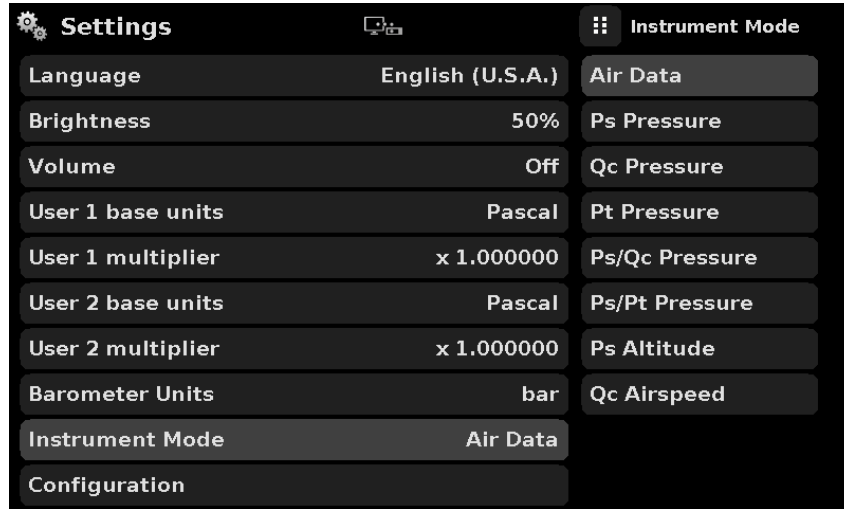 Settings
Language English (U.S.A.)
Brightness 50%
Volume Off
User 1 base units Pascal
User 1 multiplier x 1.000000
User 2 base units Pascal
User 2 multiplier x 1.000000
Barometer Units bar
Instrument Mode Air Data
Configuration
Instrument Mode
Air Data
Ps Pressure
Qc Pressure
Pt Pressure
Ps/Qc Pressure
Ps/Pt Pressure
Ps Altitude
Qc Airspeed